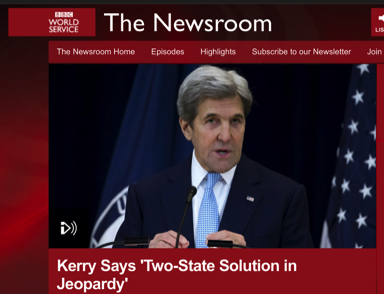 BBC
WORLD
SERVICE
The Newsroom
LIS
The Newsroom Home Episodes Highlights Subscribe to our Newsletter Join
Kerry Says 'Two-State Solution in
Jeopardy'